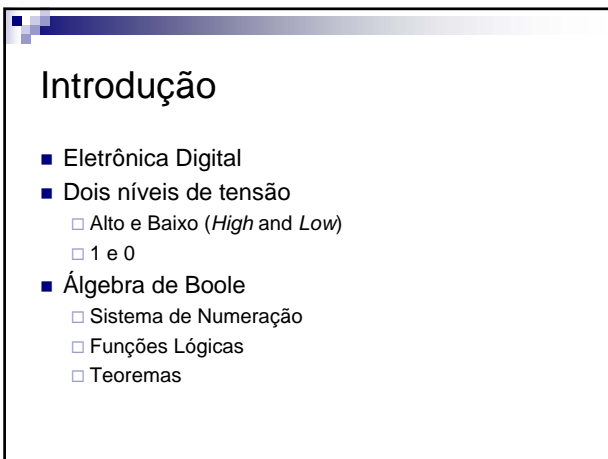 Introdução
Eletrônica Digital
Dois níveis de tensão
Alto e Baixo (High and Low)
1 e 0
Álgebra de Boole
Sistema de Numeração
Funções Lógicas
Teoremas